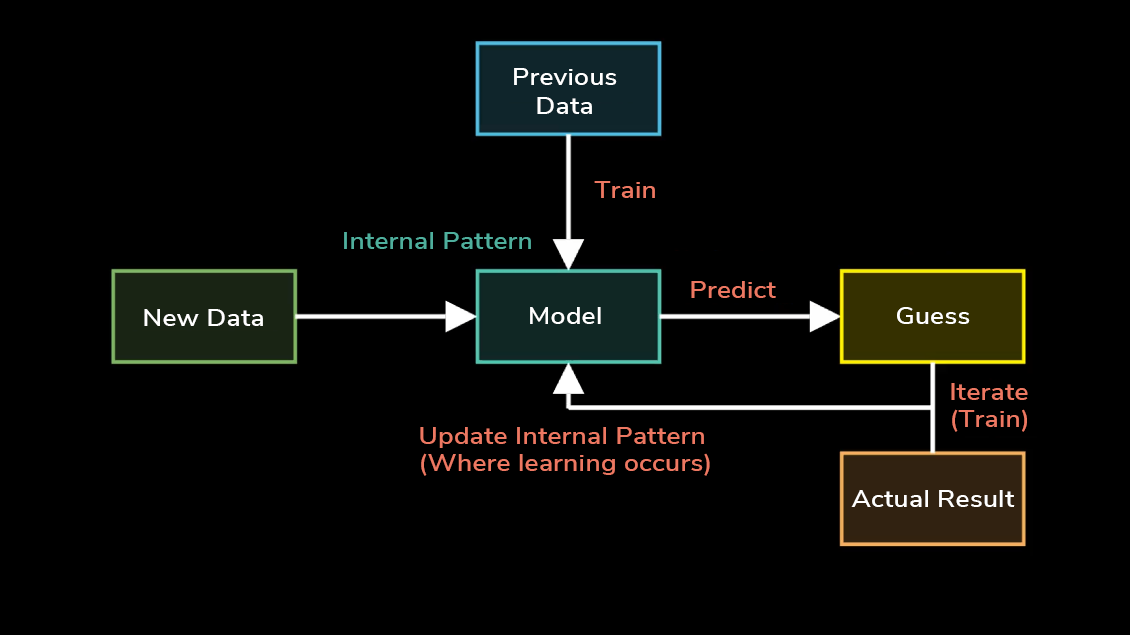 Previous
Data
Train
Internal Pattern
New Data
Model
Predict
Guess
Iterate
(Train)
Update Internal Pattern
(Where learning occurs)
Actual Result